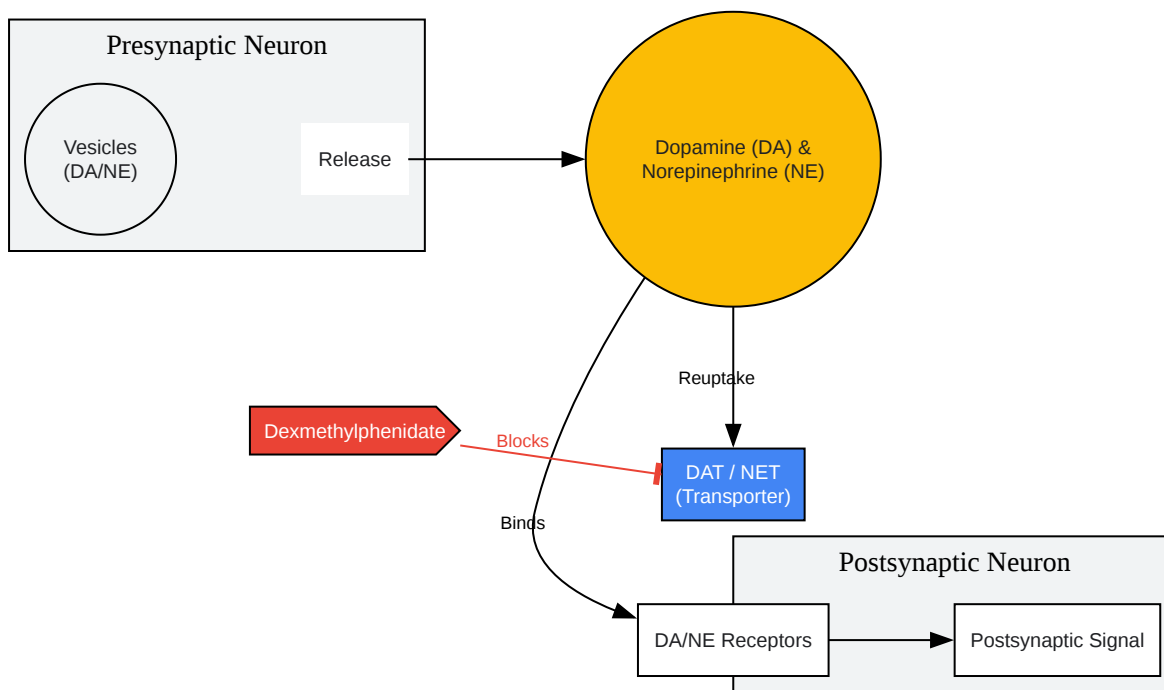 Presynaptic Neuron
Vesicles
(DA/NE)
Release
Dopamine (DA) &
Norepinephrine (NE)
Reuptake
Dexmethylphenidate
Blocks
DAT / NET
(Transporter)
Binds
Postsynaptic Neuron
DA/NE Receptors
Postsynaptic Signal